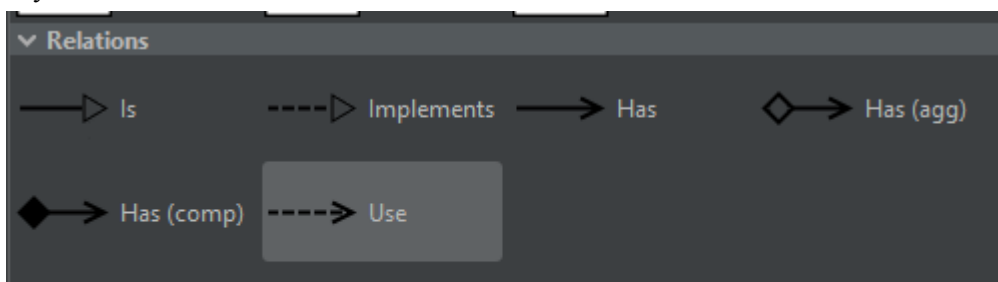 Relations
Is
Implements
Has
Has (agg)
Has (comp)
Use